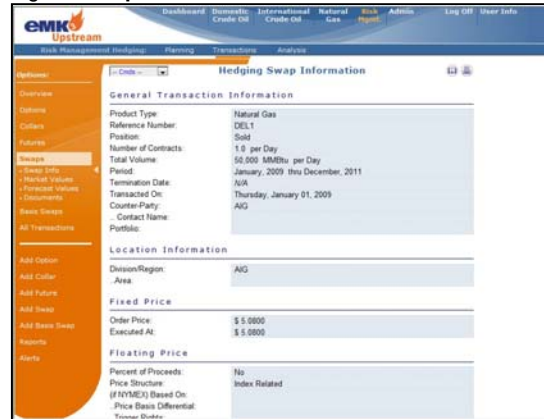 eMK
Upstream
Dashboard Domestic Crude Oil International Crude Oil Natural Gas Risk Mgmt. Admin Log Off User Info
Risk Management Hedging: Planning Transactions Analysis
Options:
Overview
Options
Collars
Futures
Swaps
- Swap Info
- Market Values
- Forecast Values
- Documents
Basis Swaps
All Transactions
Add Option
Add Collar
Add Future
Add Swap
Add Basis Swap
Reports
Alerts
-- Cmds --
Hedging Swap Information
General Transaction Information
Product Type: Natural Gas
Reference Number: DEL1
Position: Sold
Number of Contracts: 1.0 per Day
Total Volume: 50,000 MMBtu per Day
Period: January, 2009 thru December, 2011
Termination Date: N/A
Transacted On: Thursday, January 01, 2009
Counter-Party: AIG
.. Contact Name:
Portfolio:
Location Information
Division/Region: AIG
..Area:
Fixed Price
Order Price: $ 5.0800
Executed At: $ 5.0800
Floating Price
Percent of Proceeds: No
Price Structure: Index Related
(if NYMEX) Based On:
..Price Basis Differential:
..Trigger Rights: